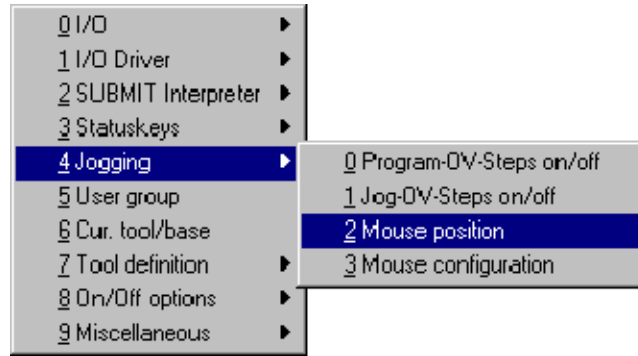 0 I/O
1 I/O Driver
2 SUBMIT Interpreter
3 Statuskeys
4 Jogging
5 User group
6 Cur. tool/base
7 Tool definition
8 On/Off options
9 Miscellaneous
0 Program-OV-Steps on/off
1 Jog-OV-Steps on/off
2 Mouse position
3 Mouse configuration